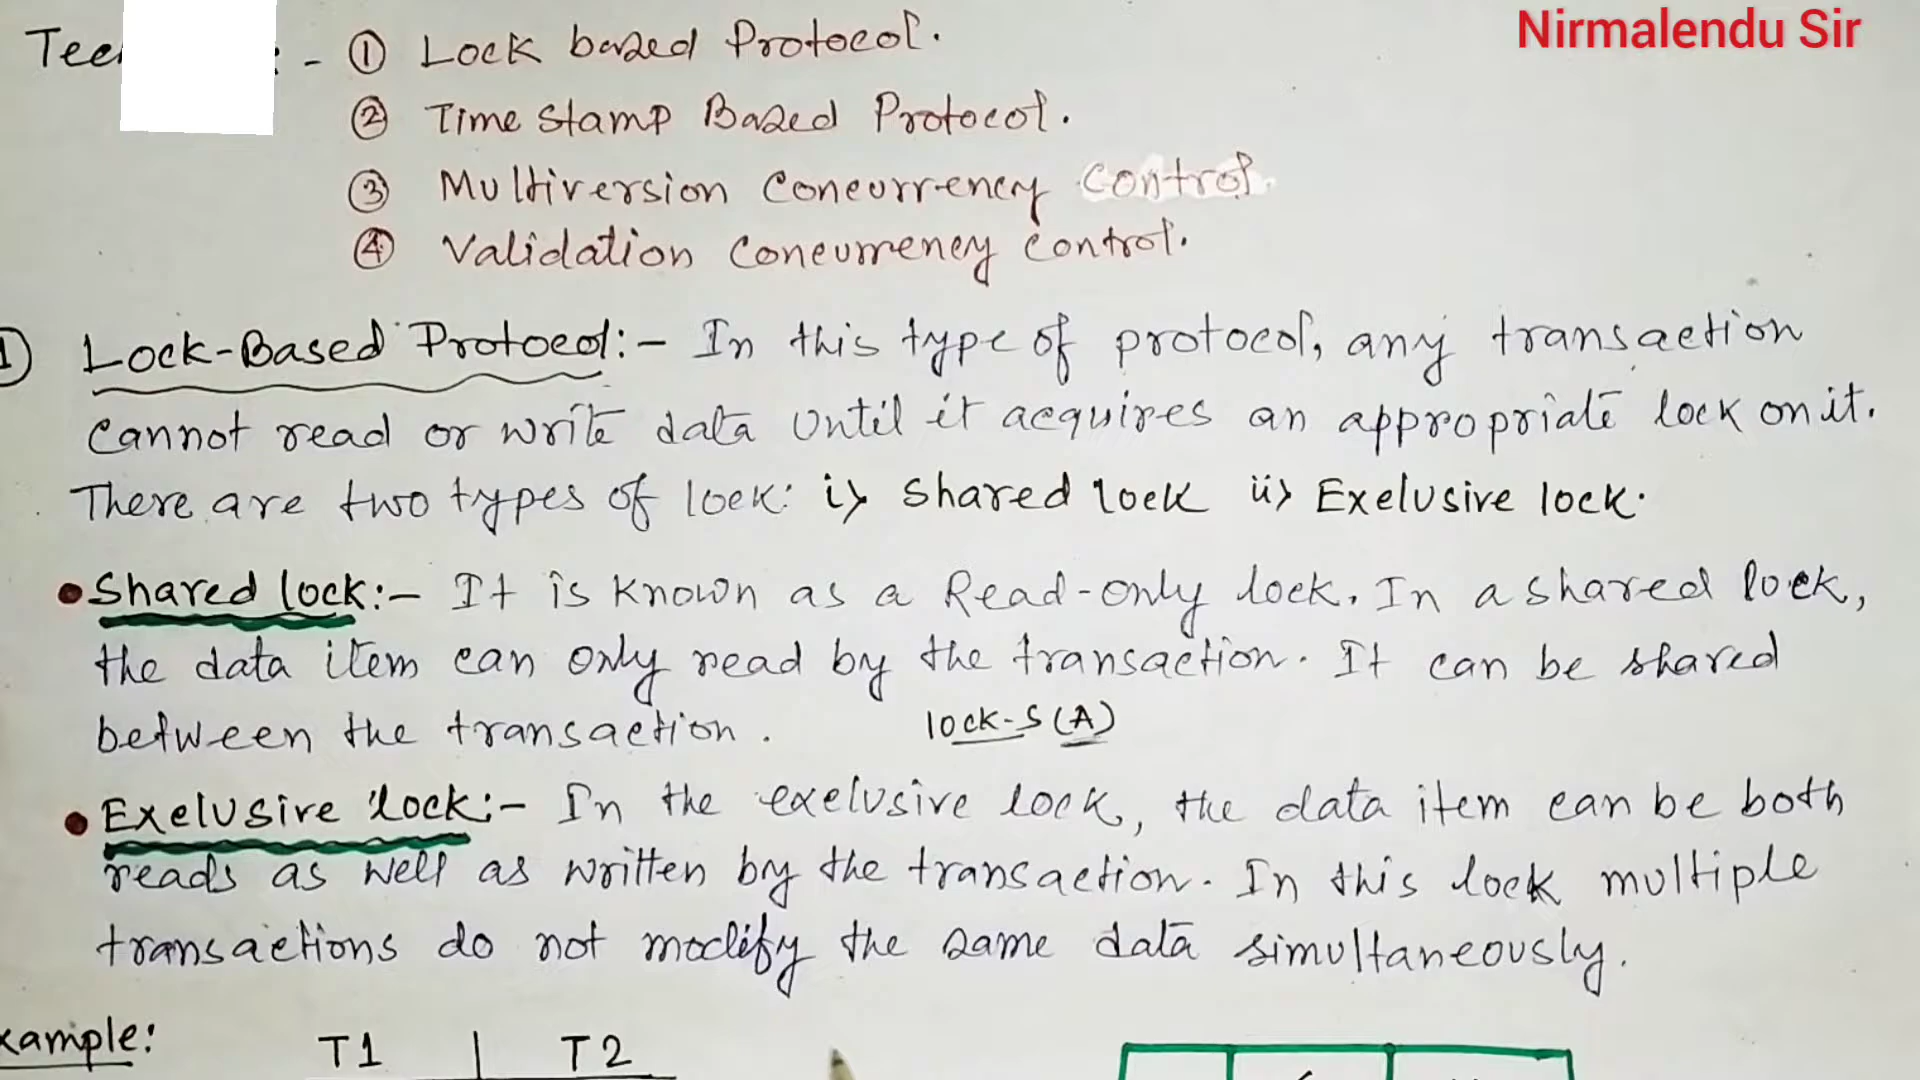 Nirmalendu Sir
:- ① Lock based Protocol.
② Time Stamp Based Protocol.
③ Multiversion Concurrency Control.
④ Validation Concurrency Control.
① Lock-Based Protocol:- In this type of protocol, any transaction
cannot read or write data until it acquires an appropriate lock on it.
There are two types of lock: i> Shared lock ii> Exclusive lock.
•Shared lock:- It is known as a Read-only lock. In a shared lock,
the data item can only read by the transaction. It can be shared
between the transaction. lock-S(A)
•Exclusive lock:- In the exclusive lock, the data item can be both
reads as well as written by the transaction. In this lock multiple
transactions do not modify the same data simultaneously.
xample:
T1 | T2